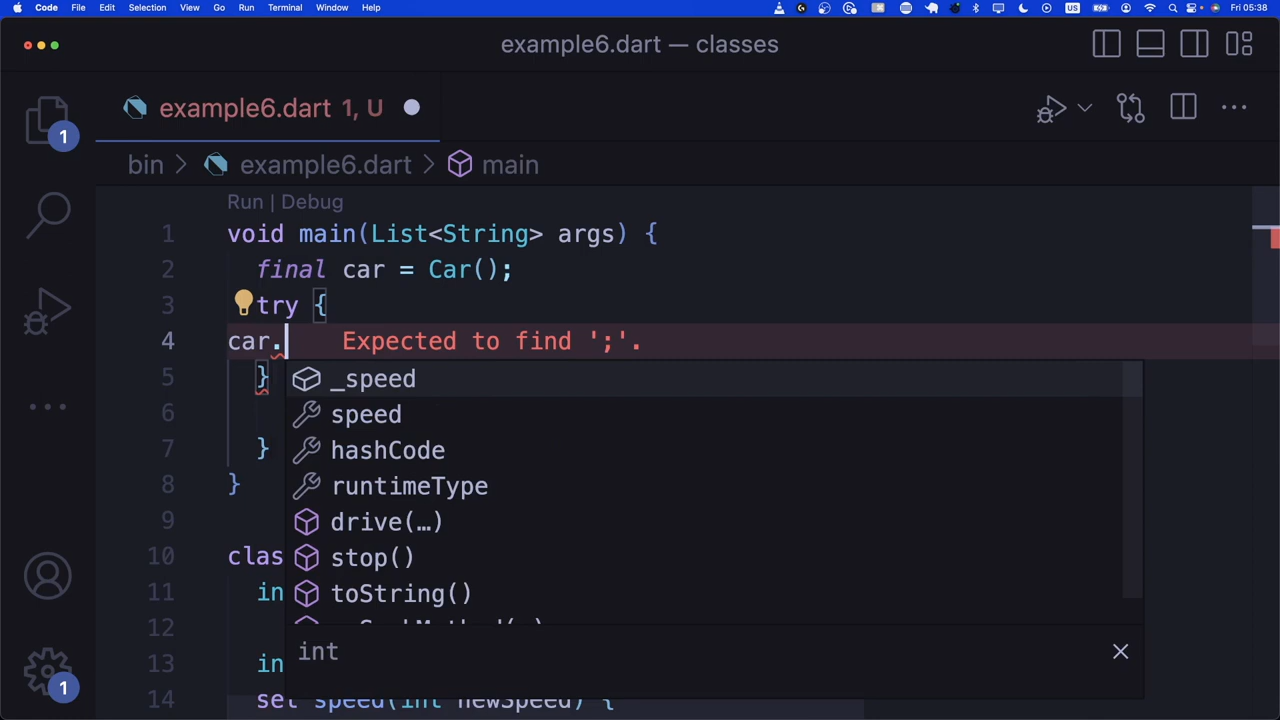 Code File Edit Selection View Go Run Terminal Window Help US Fri 05:38
example6.dart — classes
1
example6.dart 1, U
bin > example6.dart > main
Run | Debug
1 void main(List<String> args) {
2 final car = Car();
3 try {
4 car. Expected to find ';'.
5 }
_speed
6
speed
7 }
hashCode
8 }
runtimeType
9
drive(…)
10 clas
stop()
11 in
toString()
12
13 in
int
14 set speed(int newSpeed) {
1